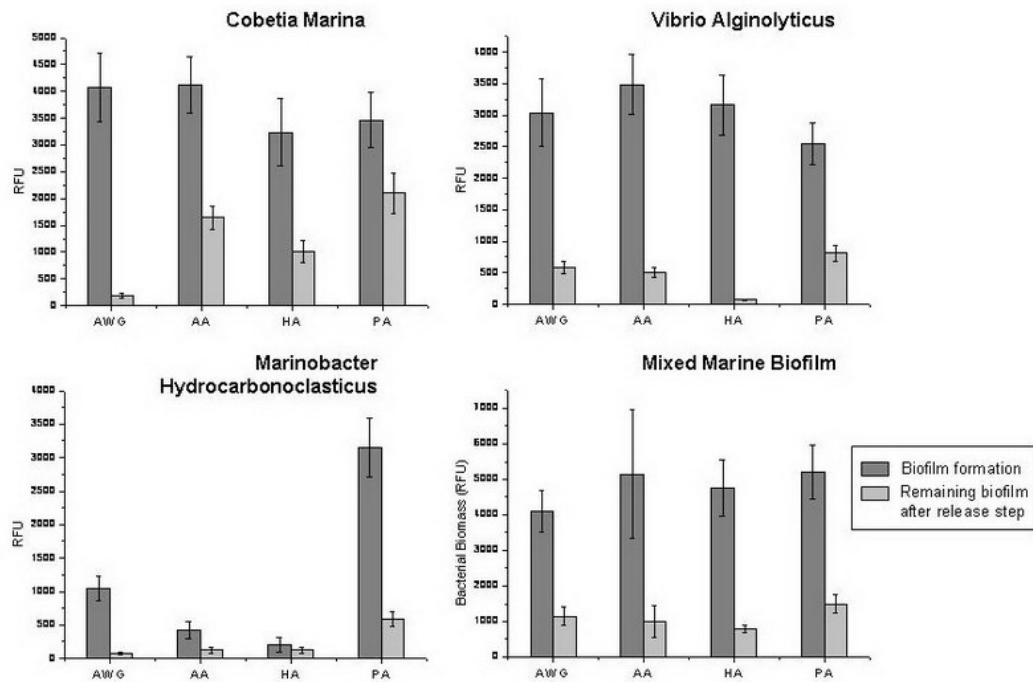 Cobetia Marina
5000
4500
4000
3500
3000
2500
2000
1500
1000
500
0
RFU
AWG AA HA PA
Vibrio Alginolyticus
4000
3500
3000
2500
2000
1500
1000
500
0
RFU
AWG AA HA PA
Marinobacter
Hydrocarbonoclasticus
4000
3500
3000
2500
2000
1500
1000
500
0
RFU
AWG AA HA PA
Mixed Marine Biofilm
7000
6000
5000
4000
3000
2000
1000
0
Bacterial Biomass (RFU)
AWG AA HA PA
Biofilm formation
Remaining biofilm
after release step